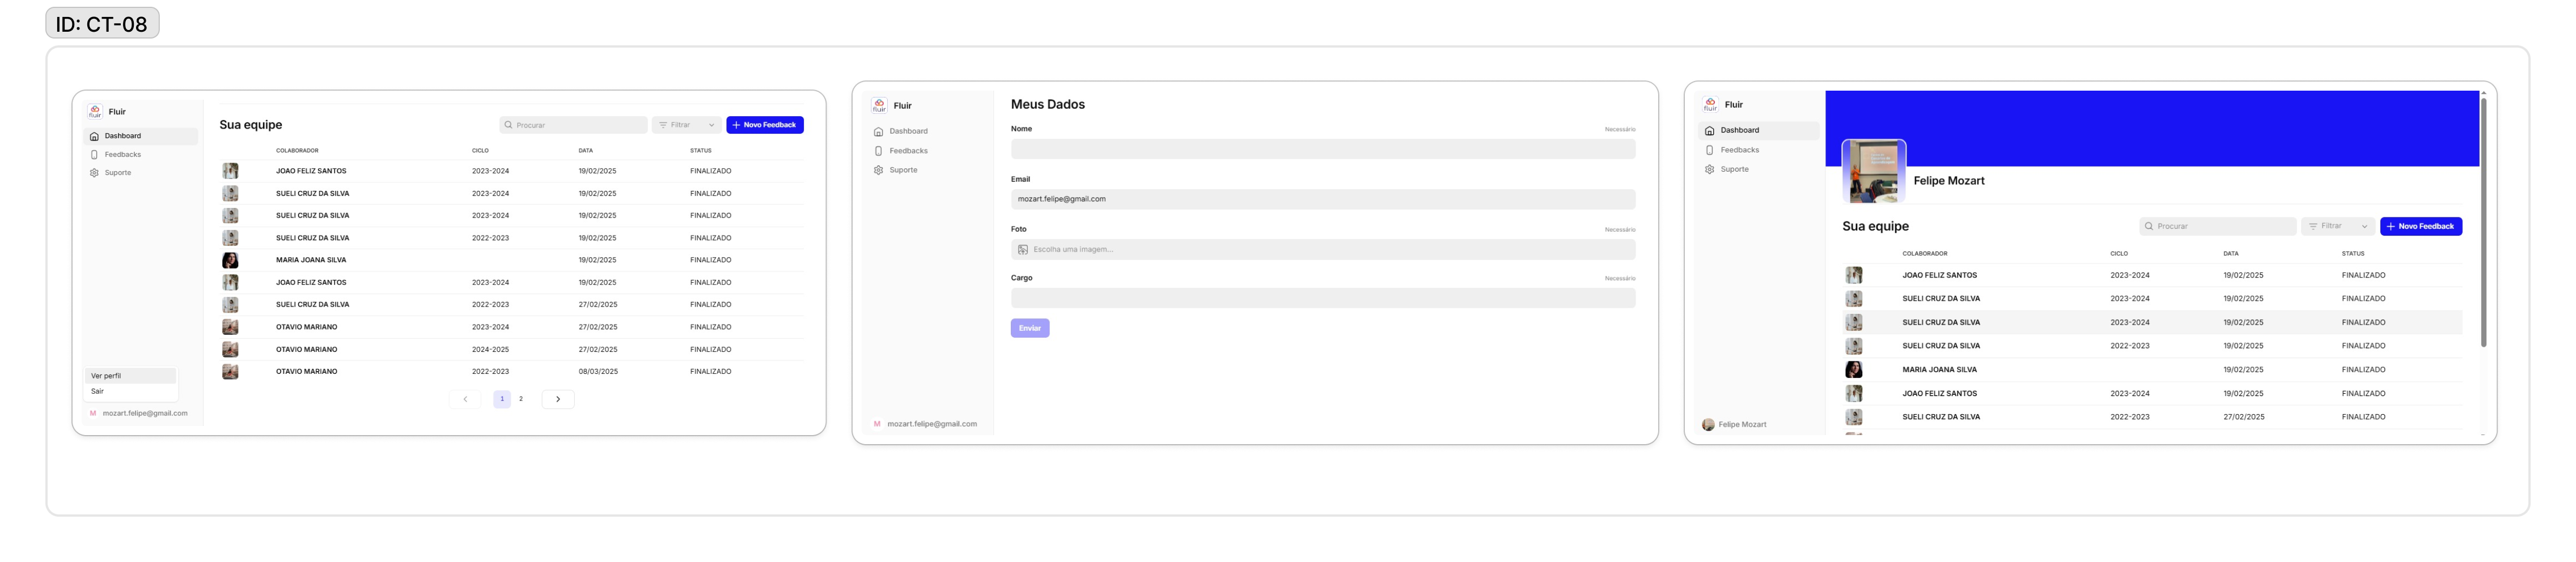 ID: CT-08
fluir
Fluir
Dashboard
Feedbacks
Suporte
Ver perfil
Sair
M mozart.felipe@gmail.com
Sua equipe
Procurar
Filtrar
+ Novo Feedback
COLABORADOR CICLO DATA STATUS
JOAO FELIZ SANTOS 2023-2024 19/02/2025 FINALIZADO
SUELI CRUZ DA SILVA 2023-2024 19/02/2025 FINALIZADO
SUELI CRUZ DA SILVA 2023-2024 19/02/2025 FINALIZADO
SUELI CRUZ DA SILVA 2022-2023 19/02/2025 FINALIZADO
MARIA JOANA SILVA 19/02/2025 FINALIZADO
JOAO FELIZ SANTOS 2023-2024 19/02/2025 FINALIZADO
SUELI CRUZ DA SILVA 2022-2023 27/02/2025 FINALIZADO
OTAVIO MARIANO 2023-2024 27/02/2025 FINALIZADO
OTAVIO MARIANO 2024-2025 27/02/2025 FINALIZADO
OTAVIO MARIANO 2022-2023 08/03/2025 FINALIZADO
1 2
fluir
Fluir
Dashboard
Feedbacks
Suporte
M mozart.felipe@gmail.com
Meus Dados
Nome Necessário
Email
mozart.felipe@gmail.com
Foto Necessário
Escolha uma imagem...
Cargo Necessário
Enviar
fluir
Fluir
Dashboard
Feedbacks
Suporte
Felipe Mozart
Felipe Mozart
Sua equipe
Procurar
Filtrar
+ Novo Feedback
COLABORADOR CICLO DATA STATUS
JOAO FELIZ SANTOS 2023-2024 19/02/2025 FINALIZADO
SUELI CRUZ DA SILVA 2023-2024 19/02/2025 FINALIZADO
SUELI CRUZ DA SILVA 2023-2024 19/02/2025 FINALIZADO
SUELI CRUZ DA SILVA 2022-2023 19/02/2025 FINALIZADO
MARIA JOANA SILVA 19/02/2025 FINALIZADO
JOAO FELIZ SANTOS 2023-2024 19/02/2025 FINALIZADO
SUELI CRUZ DA SILVA 2022-2023 27/02/2025 FINALIZADO